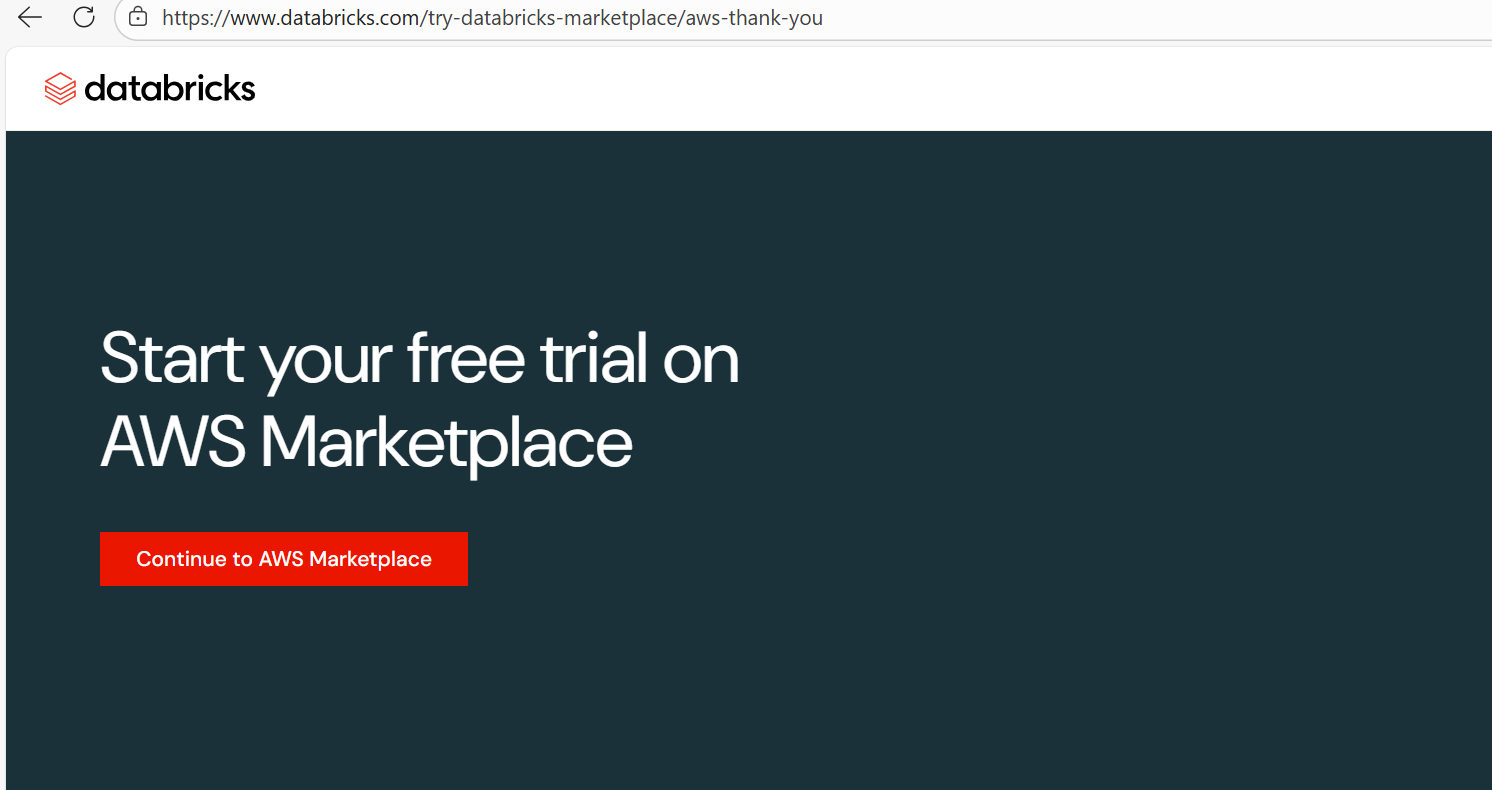 https://www.databricks.com/try-databricks-marketplace/aws-thank-you
databricks
Start your free trial on
AWS Marketplace
Continue to AWS Marketplace